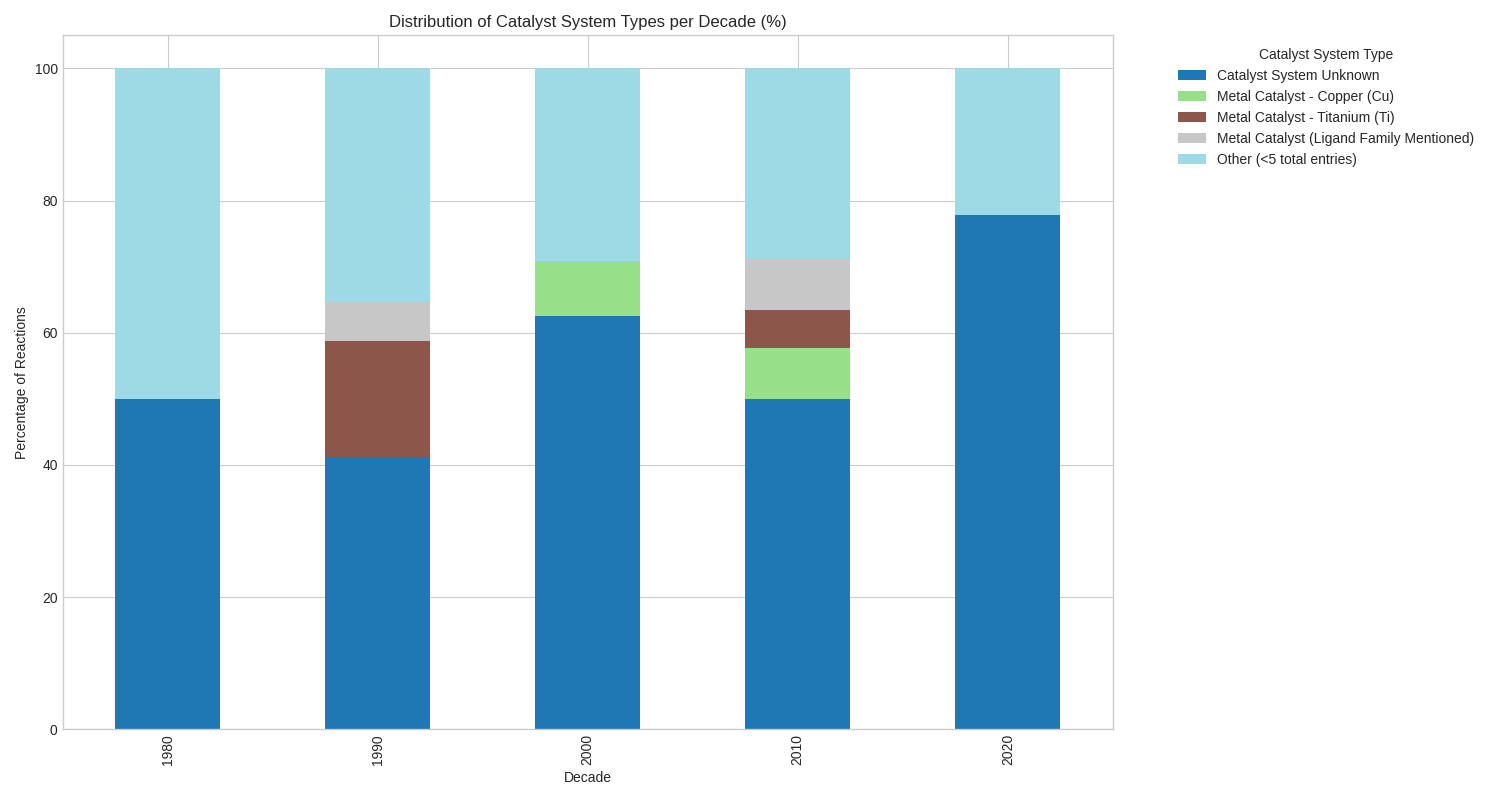 Distribution of Catalyst System Types per Decade (%)
Catalyst System Type
Catalyst System Unknown
Metal Catalyst - Copper (Cu)
Metal Catalyst - Titanium (Ti)
Metal Catalyst (Ligand Family Mentioned)
Other (<5 total entries)
Percentage of Reactions
100
80
60
40
20
0
1980
1990
2000
2010
2020
Decade